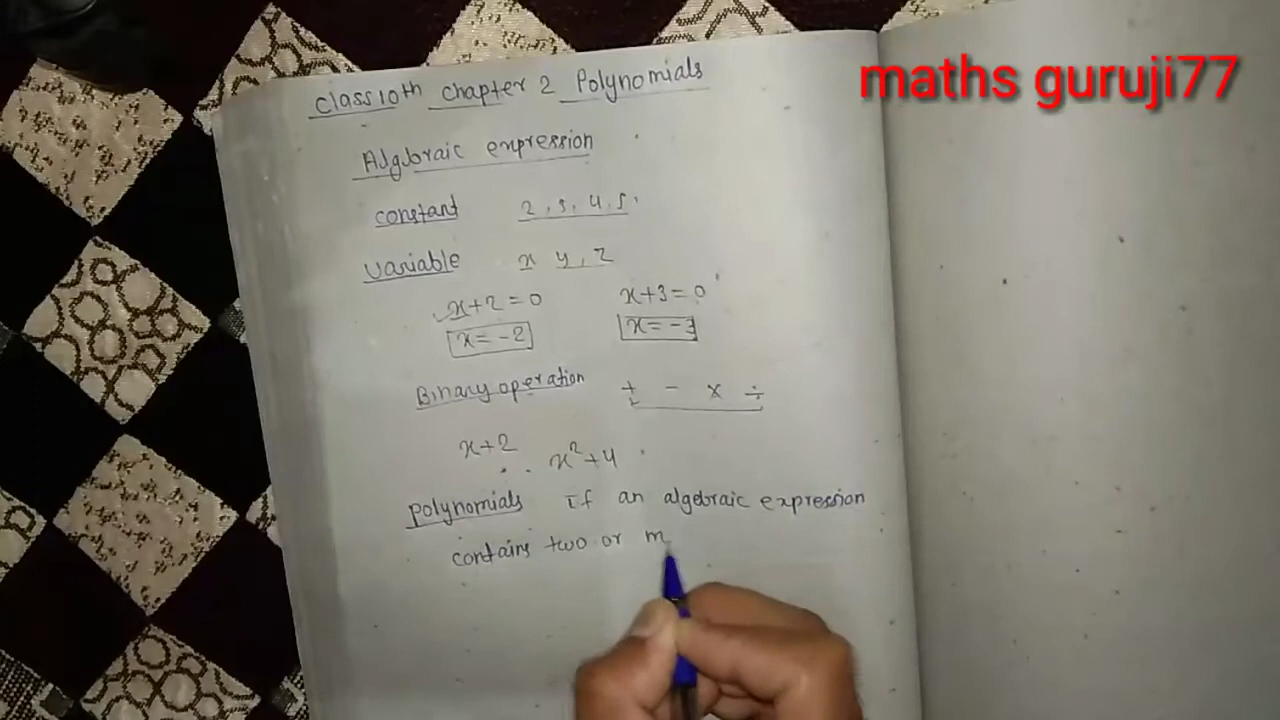 maths guruji77
Class 10th chapter 2 Polynomials
Algbraic expression
constant 2, 3, 4, 5.
variable x y, z
x+2=0 x+3=0
x=-2 x=-3
Binary operation + - × ÷
x+2 x²+4
Polynomials If an algebraic expression
contains two or m